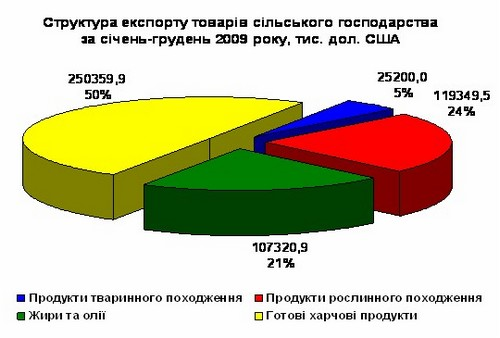 Структура експорту товарів сільського господарства
за січень-грудень 2009 року, тис. дол. США
250359,9
50%
25200,0
5%
119349,5
24%
107320,9
21%
Продукти тваринного походження
Продукти рослинного походження
Жири та олії
Готові харчові продукти